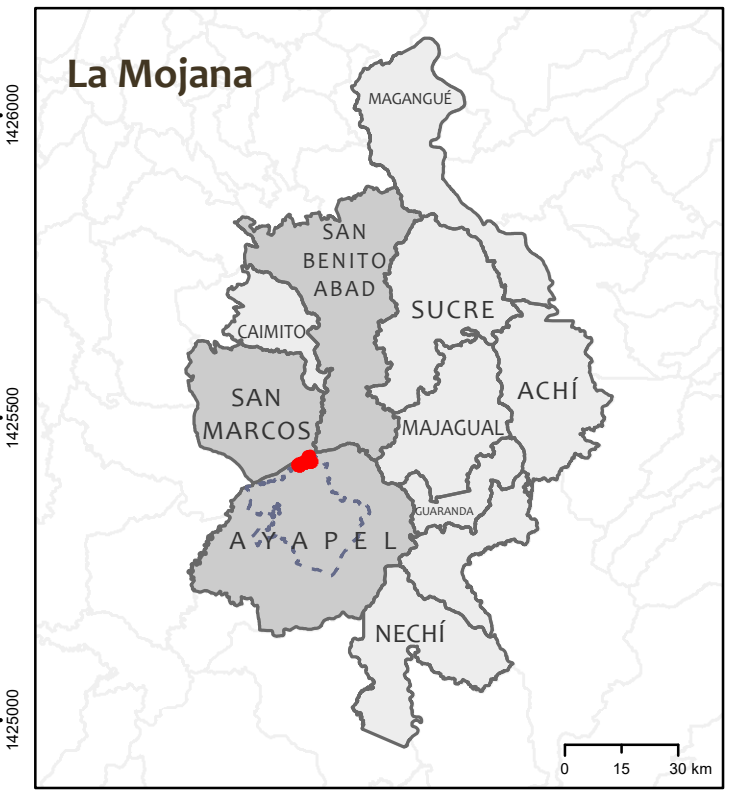 La Mojana
MAGANGUÉ
1426000
SAN
BENITO
ABAD
SUCRE
CAIMITO
ACHÍ
SAN
MARCOS
MAJAGUAL
1425500
GUARANDA
AYAPEL
NECHÍ
1425000
0 15 30 km